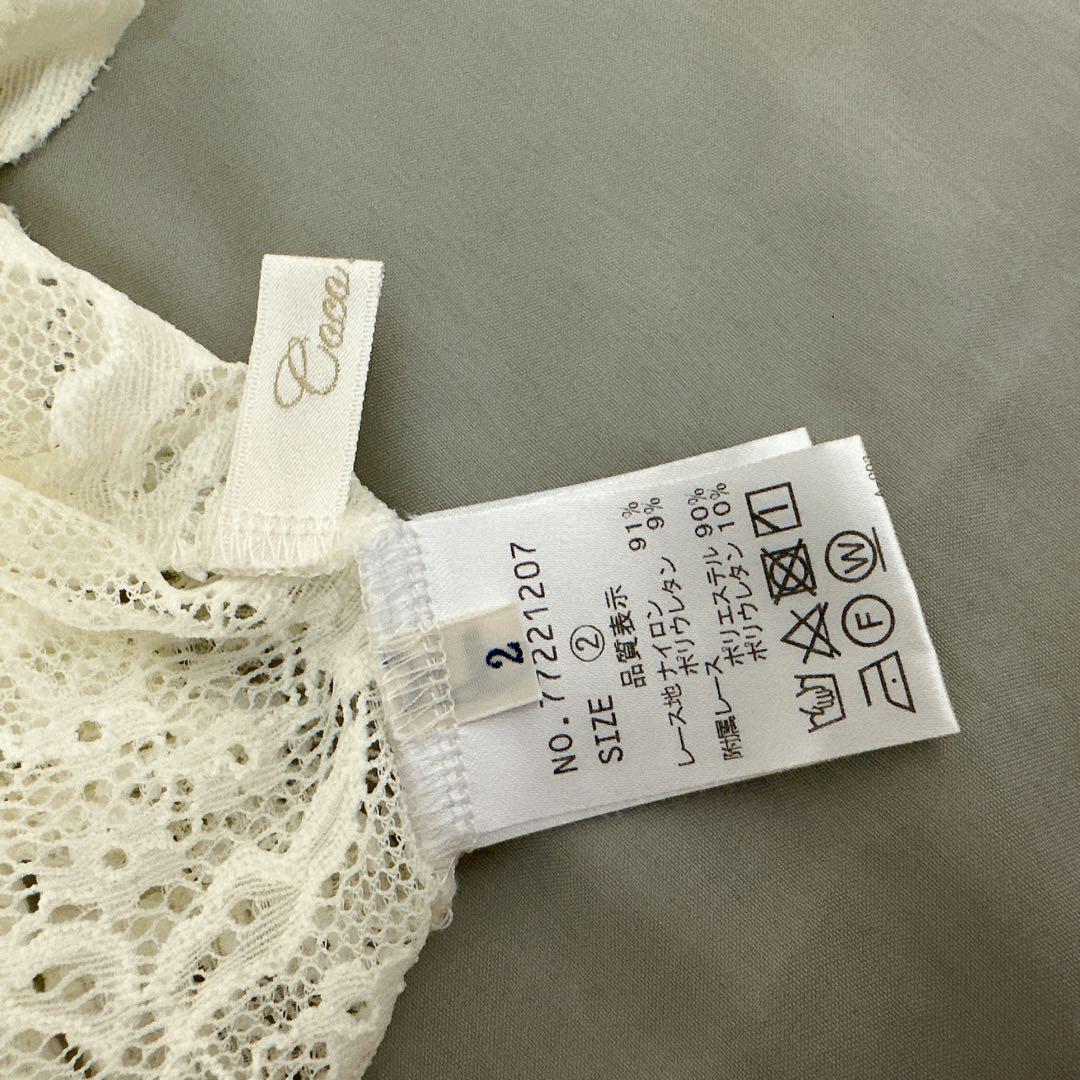 Coco
2
NO.77221207
SIZE ②
品質表示
レース地 ナイロン 91%
ポリウレタン 9%
附属レース
ポリエステル 90%
ポリウレタン 10%
W
F